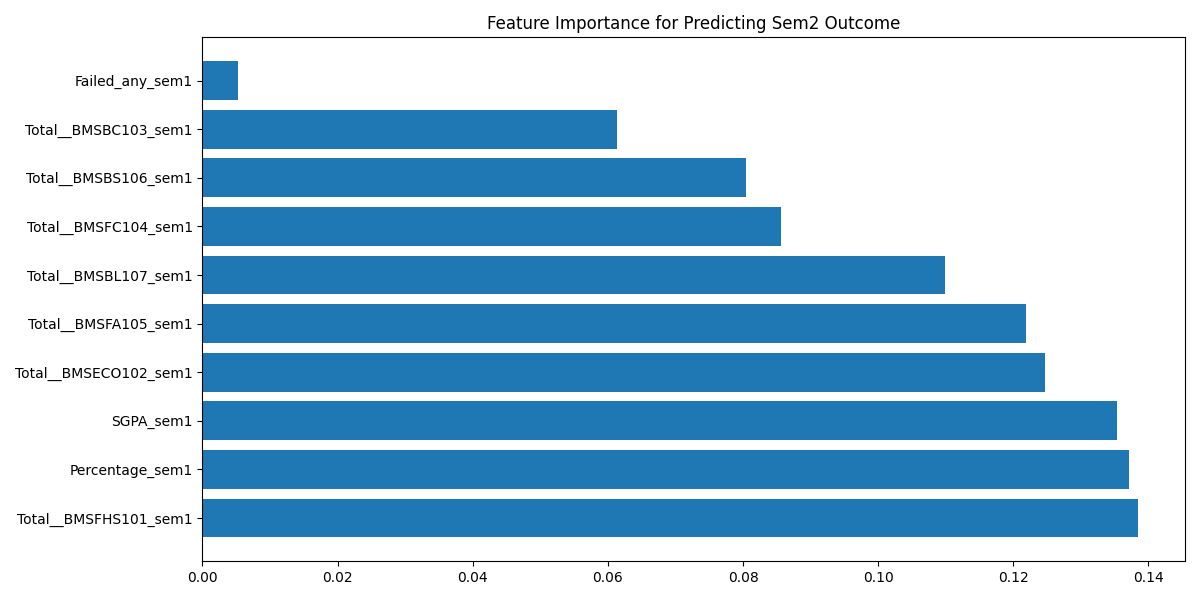 Feature Importance for Predicting Sem2 Outcome
Failed_any_sem1
Total__BMSBC103_sem1
Total__BMSBS106_sem1
Total__BMSFC104_sem1
Total__BMSBL107_sem1
Total__BMSFA105_sem1
Total__BMSECO102_sem1
SGPA_sem1
Percentage_sem1
Total__BMSFHS101_sem1
0.00 0.02 0.04 0.06 0.08 0.10 0.12 0.14